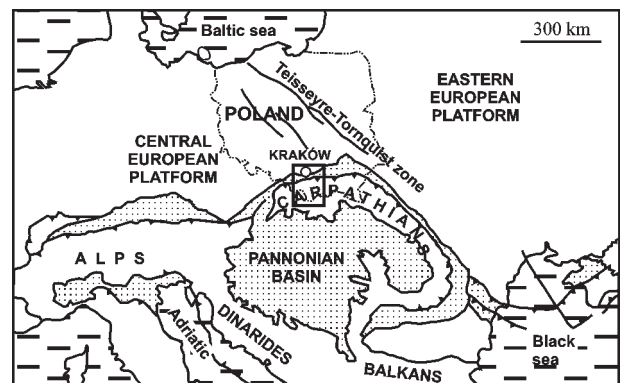 Baltic sea
300 km
Teisseyre-Tornquist zone
EASTERN
EUROPEAN
PLATFORM
POLAND
CENTRAL
EUROPEAN
PLATFORM
KRAKÓW
CARPATHIANS
ALPS
PANNONIAN
BASIN
Adriatic
DINARIDES
BALKANS
Black
sea